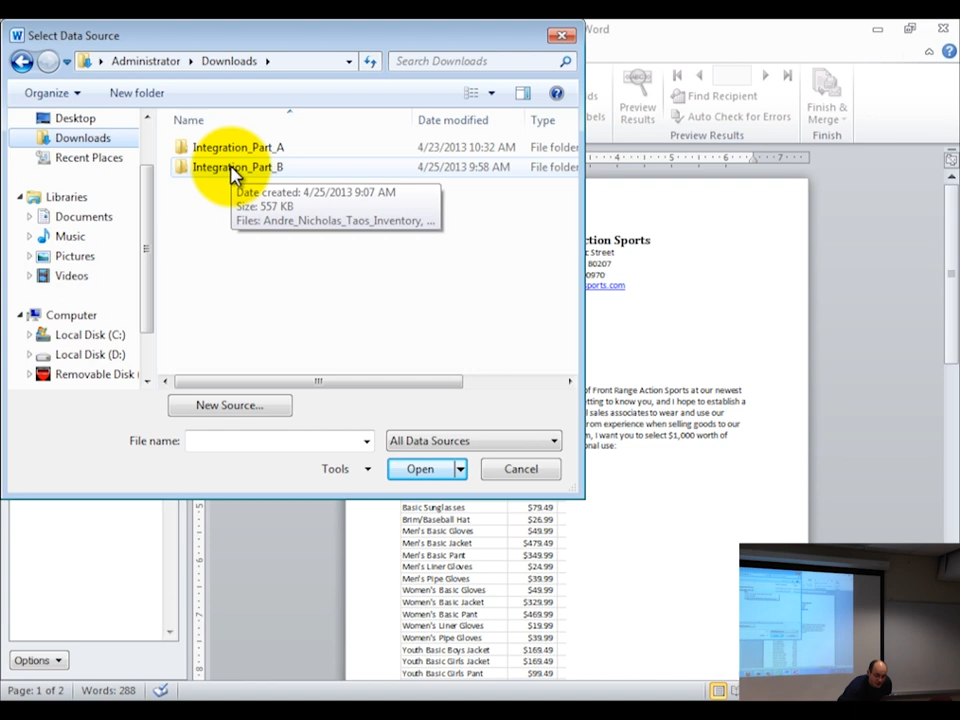 Select Data Source
Word
Administrator Downloads
Search Downloads
Organize New folder
Find Recipient
Preview Results
Auto Check for Errors
Finish & Merge
Preview Results
Finish
Desktop
Downloads
Recent Places
Libraries
Documents
Music
Pictures
Videos
Computer
Local Disk (C:)
Local Disk (D:)
Removable Disk
Name Date modified Type
Integration_Part_A 4/23/2013 10:32 AM File folder
Integration_Part_B 4/25/2013 9:58 AM File folder
Date created: 4/25/2013 9:07 AM
Size: 557 KB
Files: Andre_Nicholas_Taos_Inventory, ...
New Source...
File name: All Data Sources
Tools Open Cancel
4 5 6 7
tion Sports
Street
80207
0970
ports.com
of Front Range Action Sports at our newest
tting to know you, and I hope to establish a
l sales associates to wear and use our
rom experience when selling goods to our
m, I want you to select $1,000 worth of
onal use:
Basic Sunglasses $79.49
Brim/Baseball Hat $26.99
Men's Basic Gloves $49.99
Men's Basic Jacket $479.49
Men's Basic Pant $349.99
Men's Liner Gloves $24.99
Men's Pipe Gloves $39.99
Women's Basic Gloves $49.99
Women's Basic Jacket $329.99
Women's Basic Pant $469.99
Women's Liner Gloves $19.99
Women's Pipe Gloves $39.99
Youth Basic Boys Jacket $169.49
Youth Basic Girls Jacket $169.49
Youth Basic Girls Pant $99.49
Options
Page: 1 of 2 Words: 288